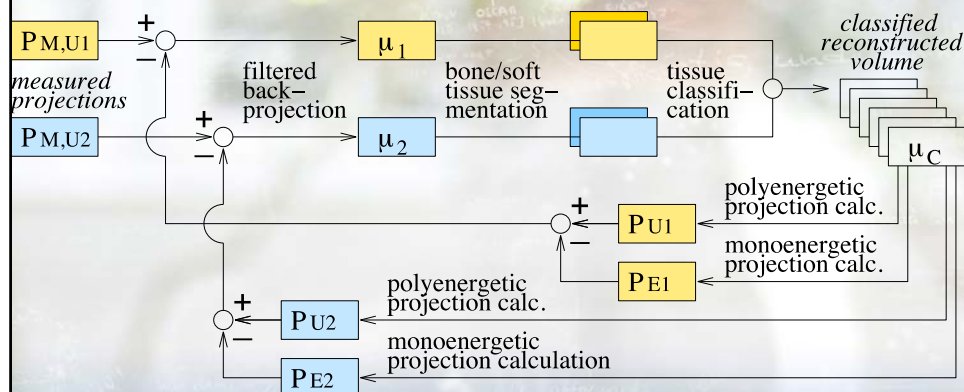 PM,U1
+
−
measured
projections
PM,U2
+
−
filtered
back−
projection
μ1
μ2
bone/soft
tissue seg−
mentation
tissue
classifi−
cation
classified
reconstructed
volume
μC
polyenergetic
projection calc.
+
−
PU1
monoenergetic
projection calc.
PE1
polyenergetic
projection calc.
+
−
PU2
monoenergetic
projection calculation
PE2